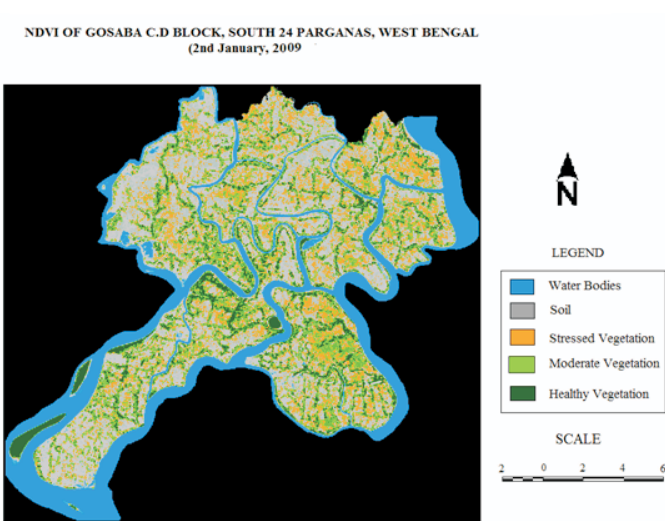 NDVI OF GOSABA C.D BLOCK, SOUTH 24 PARGANAS, WEST BENGAL
(2nd January, 2009
N
LEGEND
Water Bodies
Soil
Stressed Vegetation
Moderate Vegetation
Healthy Vegetation
SCALE
2 0 2 4 6